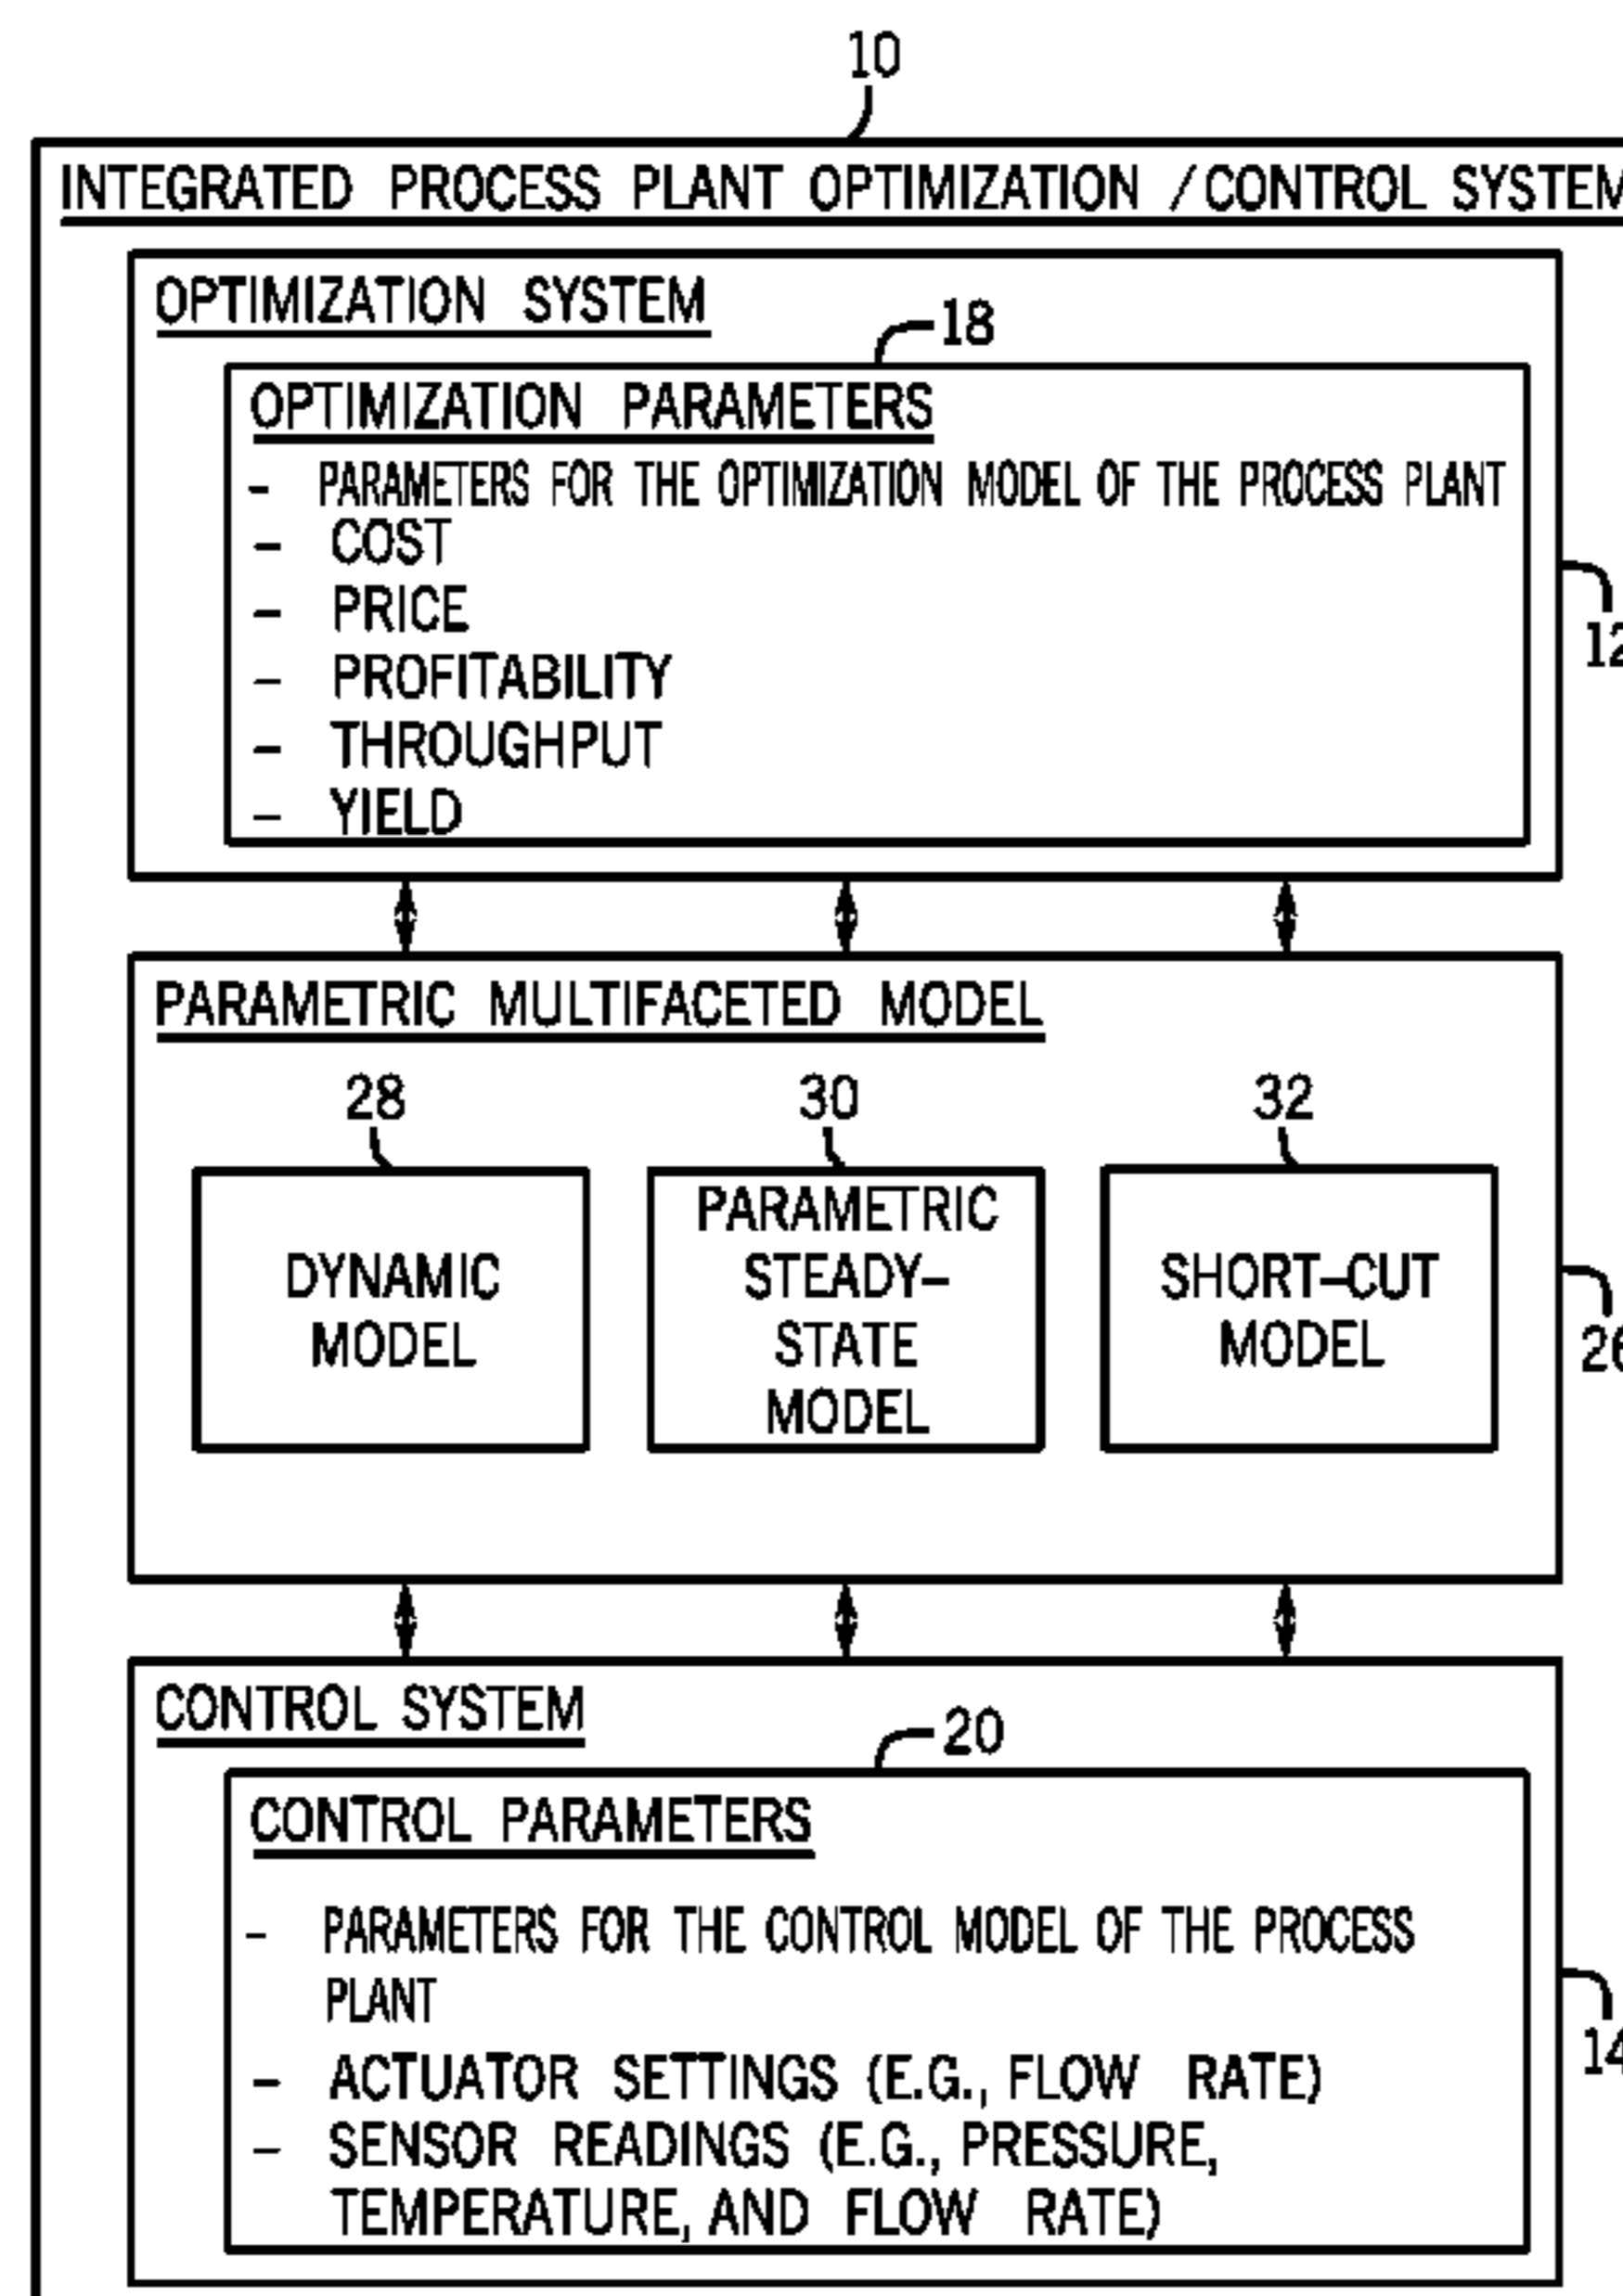 10
INTEGRATED PROCESS PLANT OPTIMIZATION /CONTROL SYSTEM
OPTIMIZATION SYSTEM
18
OPTIMIZATION PARAMETERS
- PARAMETERS FOR THE OPTIMIZATION MODEL OF THE PROCESS PLANT
- COST
- PRICE
- PROFITABILITY
- THROUGHPUT
- YIELD
12
PARAMETRIC MULTIFACETED MODEL
28 30 32
DYNAMIC
MODEL
PARAMETRIC
STEADY-
STATE
MODEL
SHORT-CUT
MODEL
26
CONTROL SYSTEM
20
CONTROL PARAMETERS
- PARAMETERS FOR THE CONTROL MODEL OF THE PROCESS
PLANT
- ACTUATOR SETTINGS (E.G., FLOW RATE)
- SENSOR READINGS (E.G., PRESSURE,
TEMPERATURE, AND FLOW RATE)
14